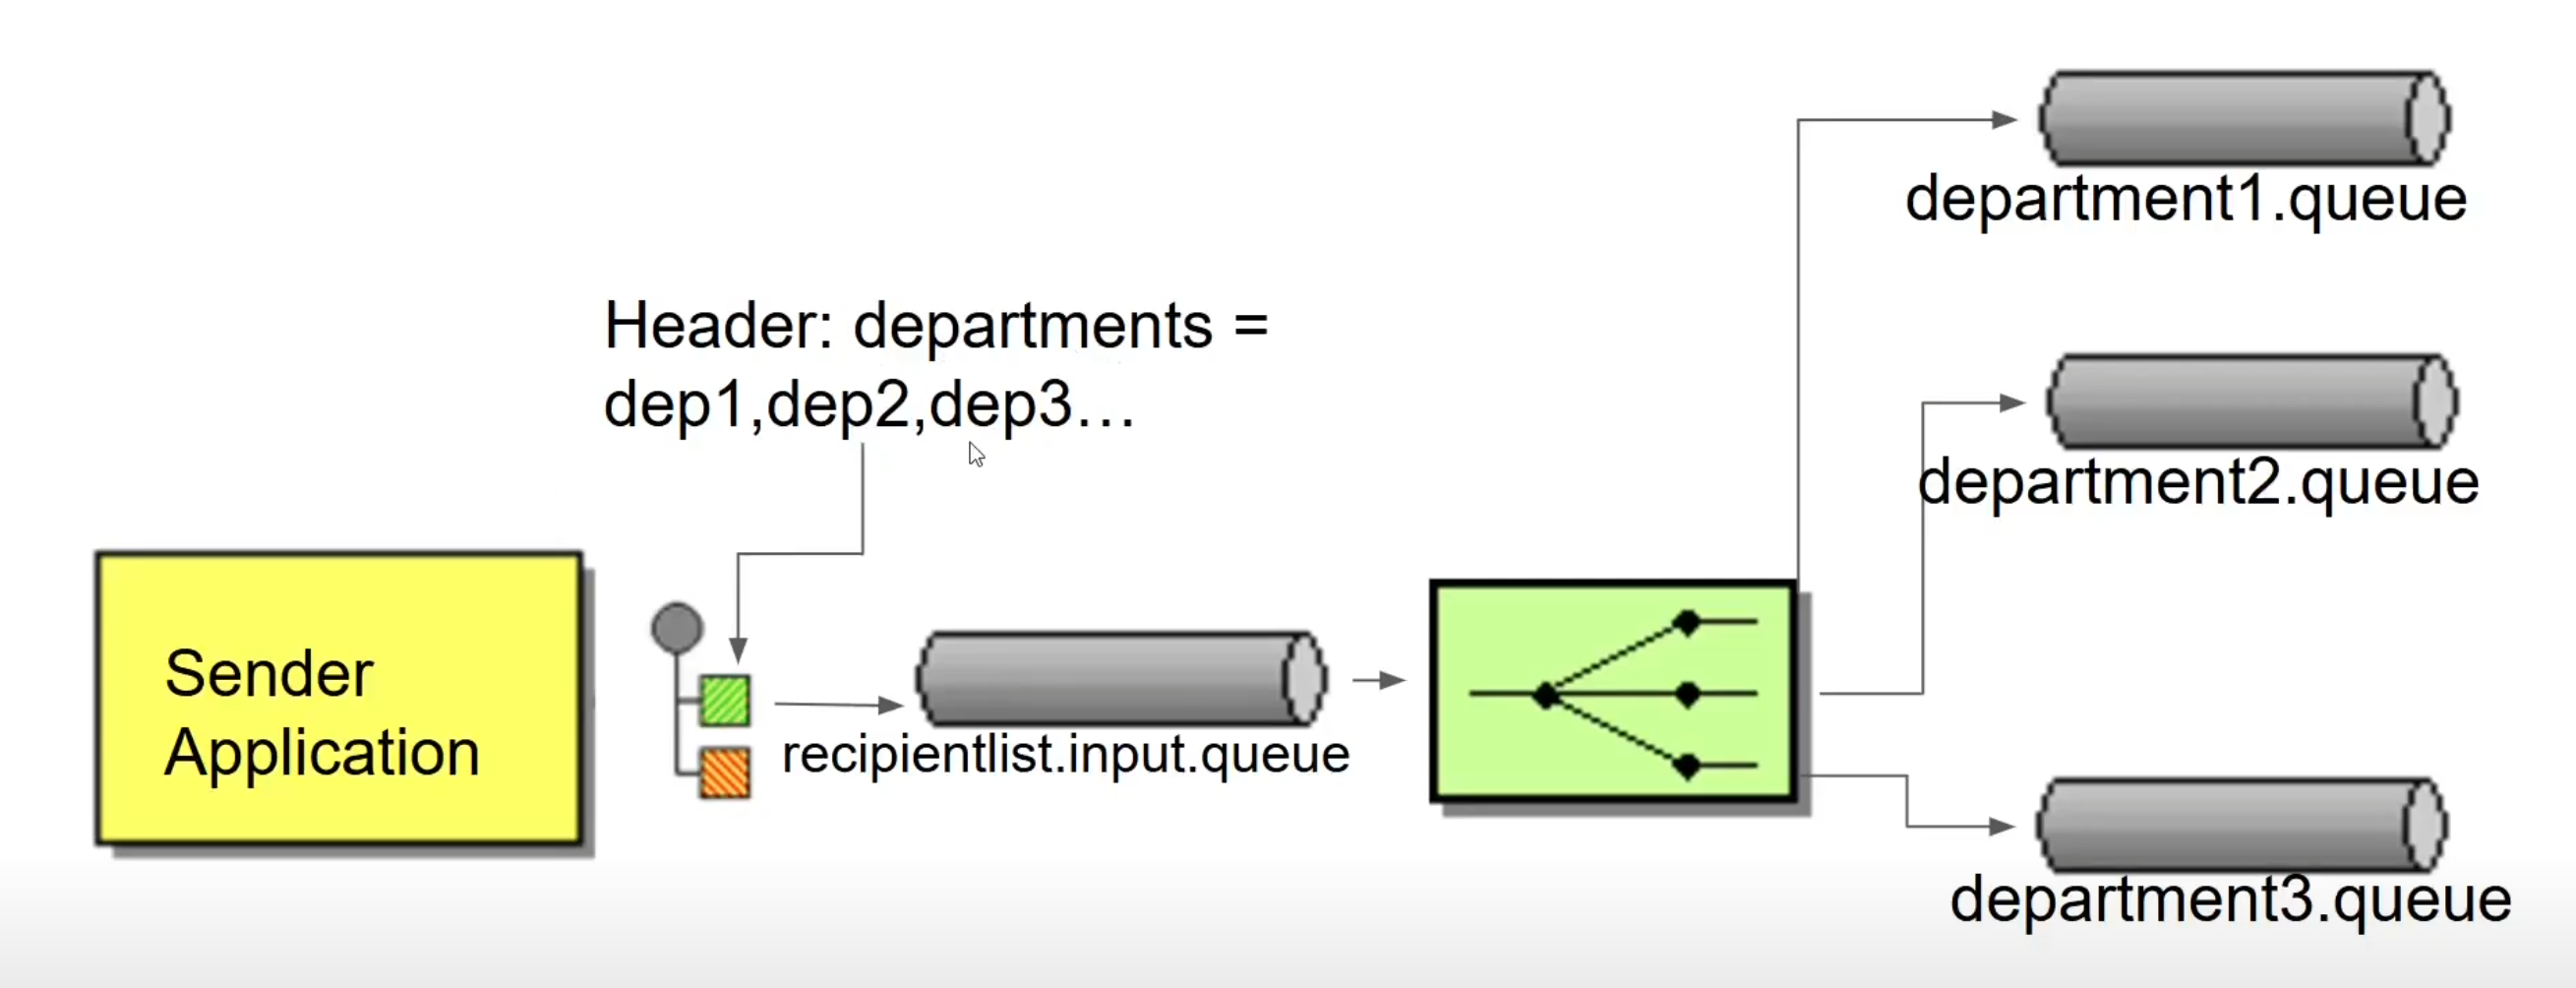 department1.queue
Header: departments =
dep1,dep2,dep3...
department2.queue
Sender
Application
recipientlist.input.queue
department3.queue